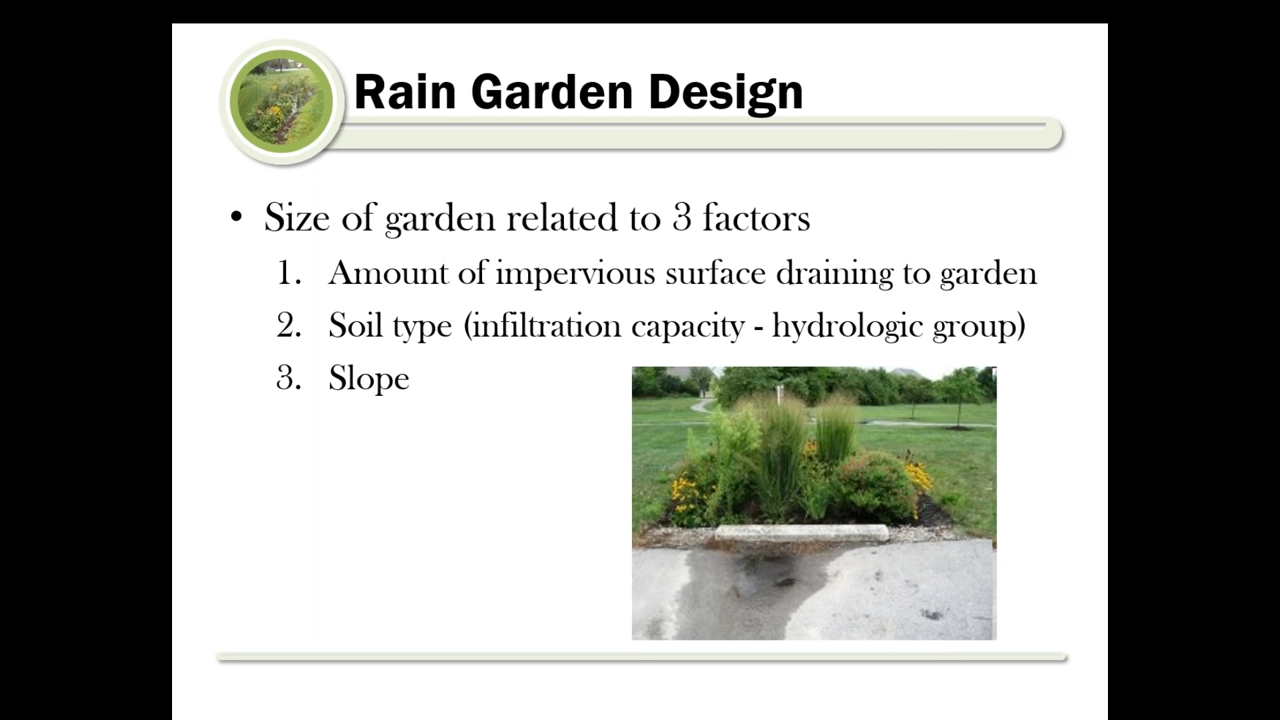 Rain Garden Design
• Size of garden related to 3 factors
1. Amount of impervious surface draining to garden
2. Soil type (infiltration capacity - hydrologic group)
3. Slope